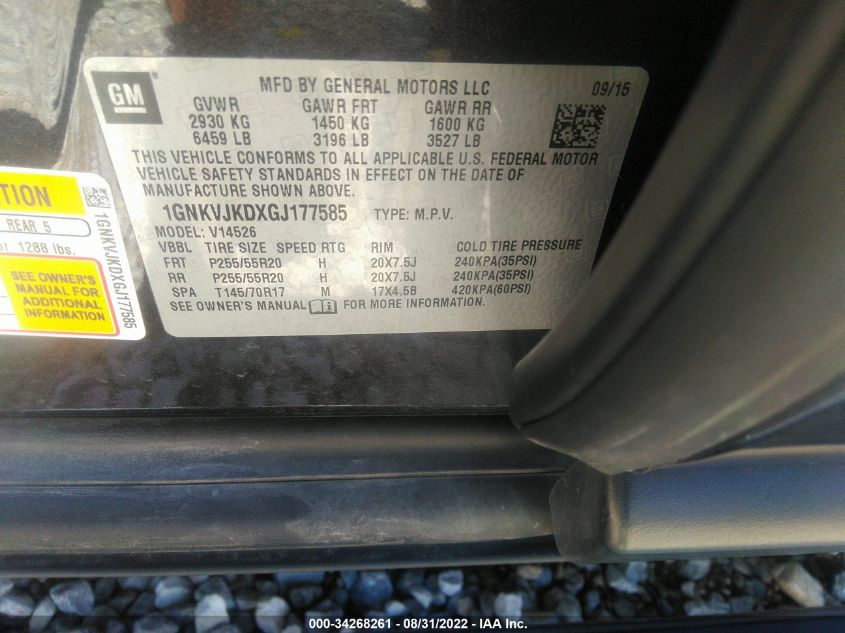 GM
MFD BY GENERAL MOTORS LLC 09/15
GVWR GAWR FRT GAWR RR
2930 KG 1450 KG 1600 KG
6459 LB 3196 LB 3527 LB
THIS VEHICLE CONFORMS TO ALL APPLICABLE U.S. FEDERAL MOTOR
VEHICLE SAFETY STANDARDS IN EFFECT ON THE DATE OF
MANUFACTURE SHOWN ABOVE.
1GNKVJKDXGJ177585 TYPE: M.P.V.
MODEL: V14526
VBBL TIRE SIZE SPEED RTG RIM COLD TIRE PRESSURE
FRT P255/55R20 H 20X7.5J 240KPA(35PSI)
RR P255/55R20 H 20X7.5J 240KPA(35PSI)
SPA T145/70R17 M 17X4.5B 420KPA(60PSI)
SEE OWNER'S MANUAL FOR MORE INFORMATION.
REAR 5
1288 lbs.
SEE OWNER'S
MANUAL FOR
ADDITIONAL
INFORMATION
1GNKVJKDXGJ177585
000-34268261 - 08/31/2022 - IAA Inc.